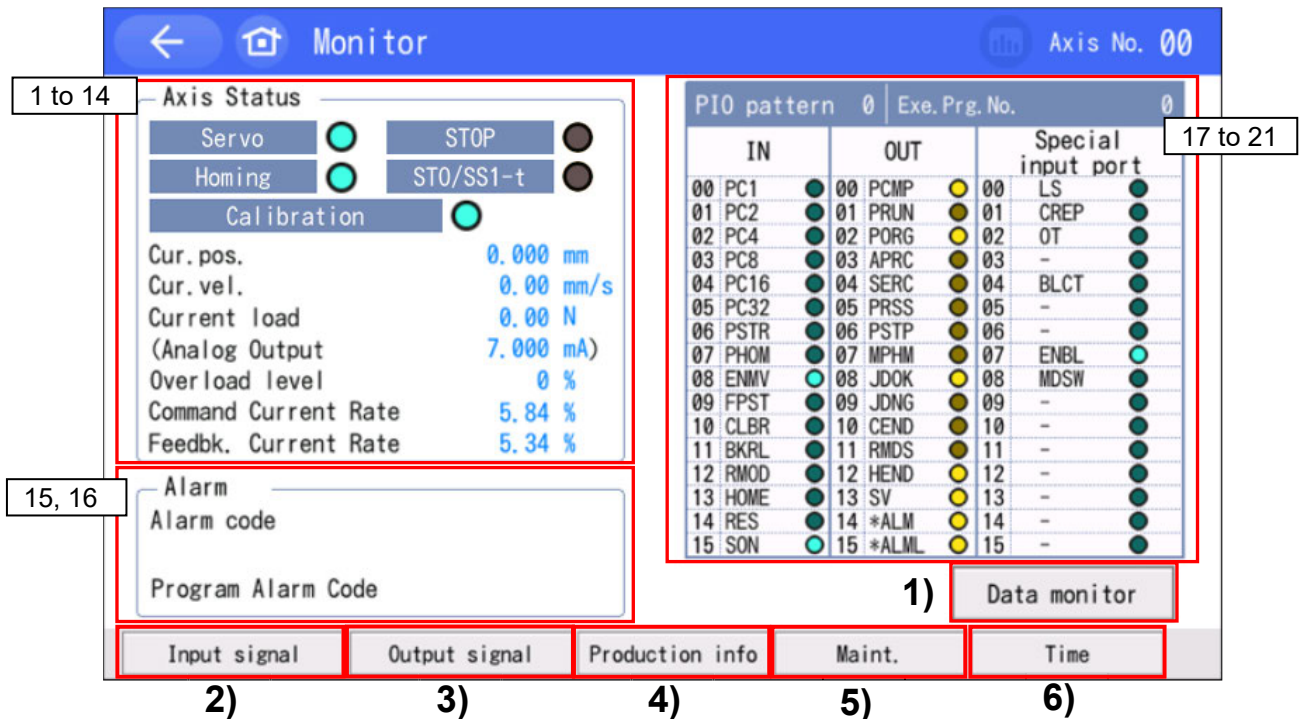 Monitor
Axis No. 00
1 to 14
Axis Status
Servo STOP
Homing STO/SS1-t
Calibration
Cur.pos. 0.000 mm
Cur.vel. 0.00 mm/s
Current load 0.00 N
(Analog Output 7.000 mA)
Overload level 0 %
Command Current Rate 5.84 %
Feedbk. Current Rate 5.34 %
15, 16
Alarm
Alarm code
Program Alarm Code
17 to 21
PIO pattern 0 Exe.Prg.No. 0
IN OUT Special
input port
00 PC1 00 PCMP 00 LS
01 PC2 01 PRUN 01 CREP
02 PC4 02 PORG 02 OT
03 PC8 03 APRC 03 -
04 PC16 04 SERC 04 BLCT
05 PC32 05 PRSS 05 -
06 PSTR 06 PSTP 06 -
07 PHOM 07 MPHM 07 ENBL
08 ENMV 08 JDOK 08 MDSW
09 FPST 09 JDNG 09 -
10 CLBR 10 CEND 10 -
11 BKRL 11 RMDS 11 -
12 RMOD 12 HEND 12 -
13 HOME 13 SV 13 -
14 RES 14 *ALM 14 -
15 SON 15 *ALML 15 -
1) Data monitor
Input signal Output signal Production info Maint. Time
2) 3) 4) 5) 6)